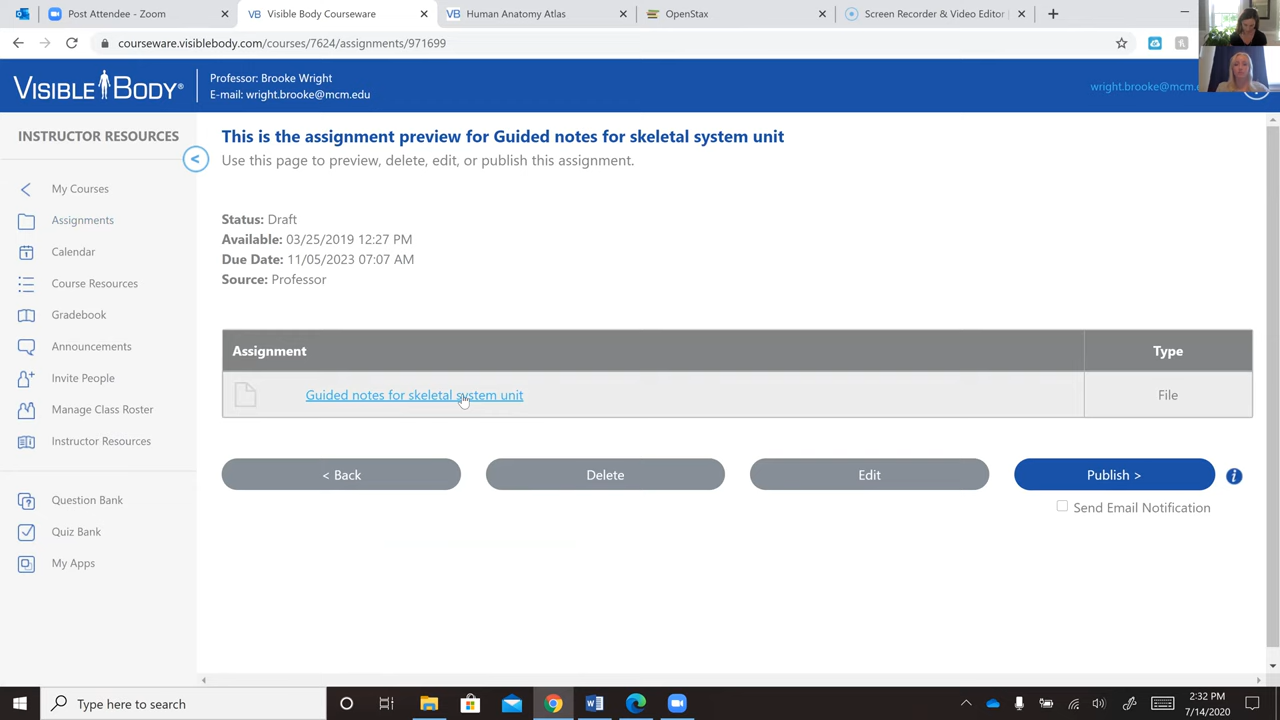 Post Attendee - Zoom
Visible Body Courseware
Human Anatomy Atlas
OpenStax
Screen Recorder & Video Editor
courseware.visiblebody.com/courses/7624/assignments/971699
VISIBLE BODY
Professor: Brooke Wright
E-mail: wright.brooke@mcm.edu
wright.brooke@mcm.e
INSTRUCTOR RESOURCES
<
My Courses
Assignments
Calendar
Course Resources
Gradebook
Announcements
Invite People
Manage Class Roster
Instructor Resources
Question Bank
Quiz Bank
My Apps
This is the assignment preview for Guided notes for skeletal system unit
Use this page to preview, delete, edit, or publish this assignment.
Status: Draft
Available: 03/25/2019 12:27 PM
Due Date: 11/05/2023 07:07 AM
Source: Professor
Assignment Type
Guided notes for skeletal system unit File
< Back Delete Edit Publish > i
Send Email Notification
Type here to search
2:32 PM
7/14/2020